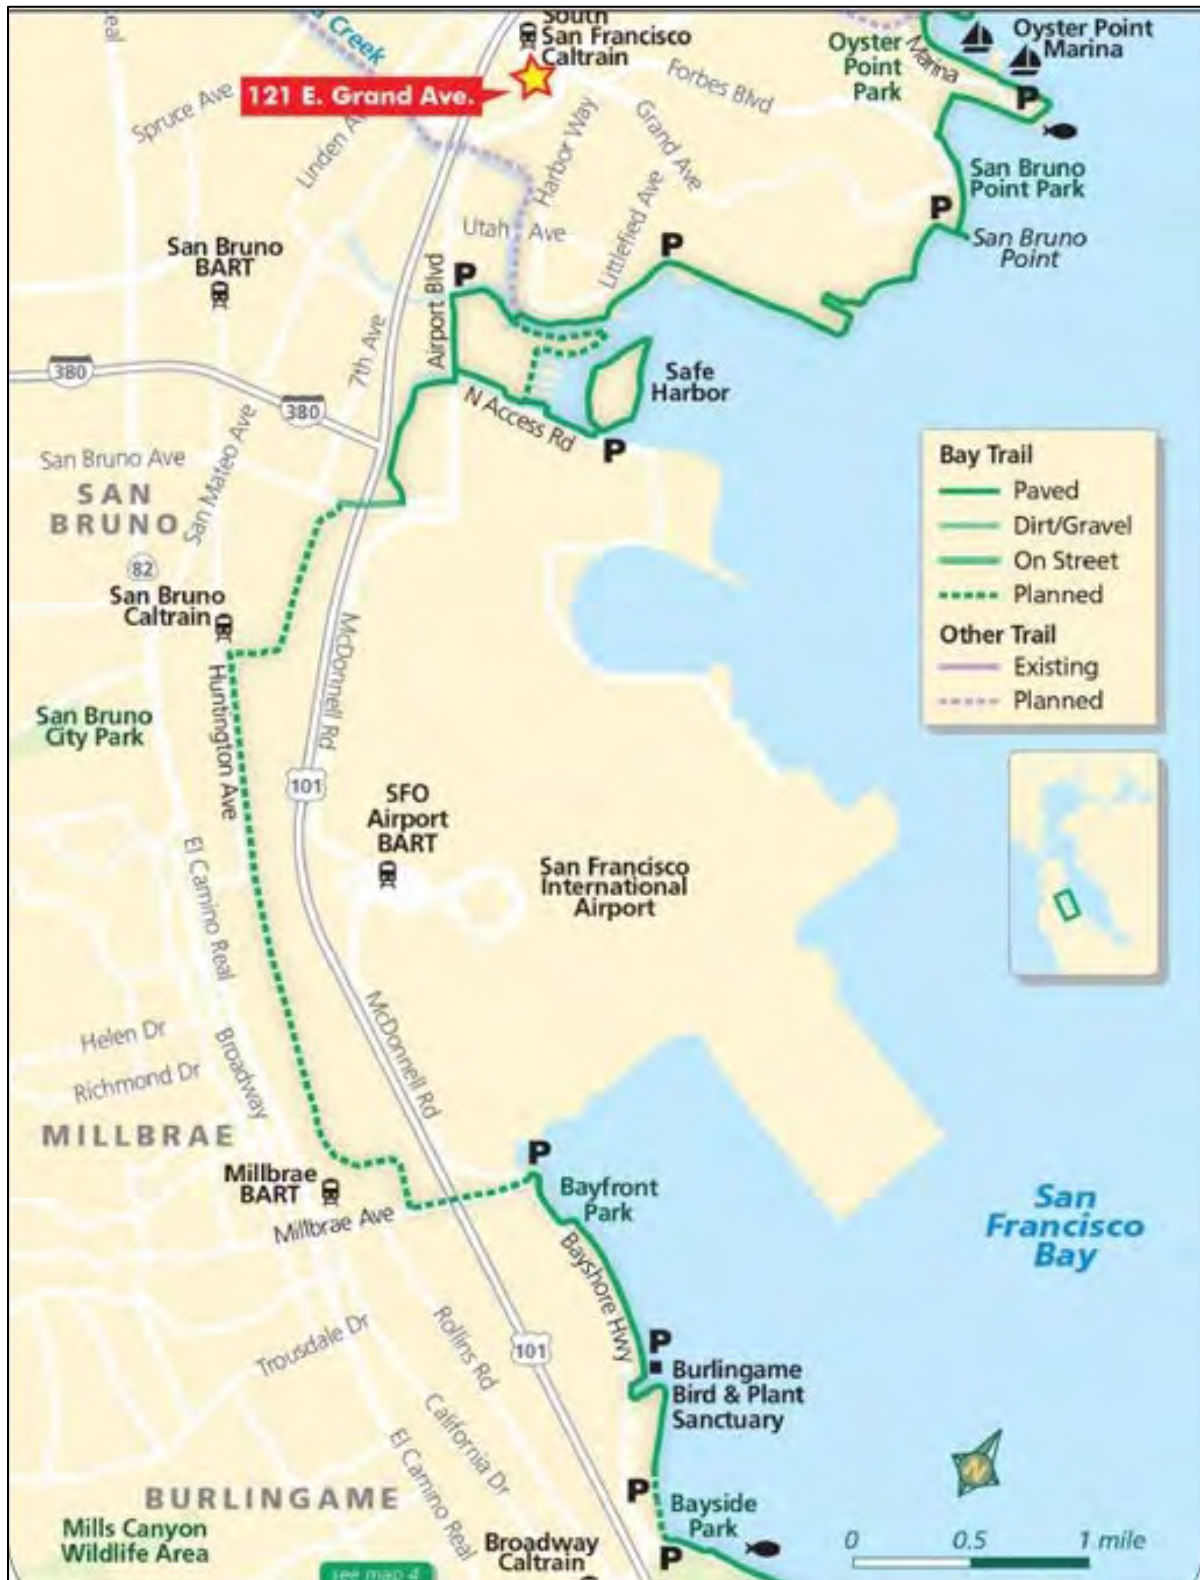 South
San Francisco
Caltrain
Creek
eal
121 E. Grand Ave.
Spruce Ave
Linden
Harbor Way
Forbes Blvd
Grand Ave
Oyster
Point
Park
Marina
Oyster Point
Marina
P
San Bruno
Point Park
P
San Bruno
Point
Utah Ave
Littlefield Ave
P
San Bruno
BART
Airport Blvd
P
7th Ave
380
380
Safe
Harbor
N Access Rd
P
San Bruno Ave
San Mateo Ave
SAN
BRUNO
82
San Bruno
Caltrain
Bay Trail
Paved
Dirt/Gravel
On Street
Planned
Other Trail
Existing
Planned
McDonnell Rd
Huntington Ave
San Bruno
City Park
101
SFO
Airport
BART
San Francisco
International
Airport
El Camino Real
Helen Dr
Richmond Dr
Broadway
McDonnell Rd
MILLBRAE
Millbrae
BART
Millbrae Ave
P
Bayfront
Park
San
Francisco
Bay
Bayshore Hwy
Trousdale Dr
Rollins Rd
101
P
Burlingame
Bird & Plant
Sanctuary
California Dr
El Camino Real
P
Bayside
Park
P
BURLINGAME
Mills Canyon
Wildlife Area
Broadway
Caltrain
see map 4
N
0 0.5 1 mile